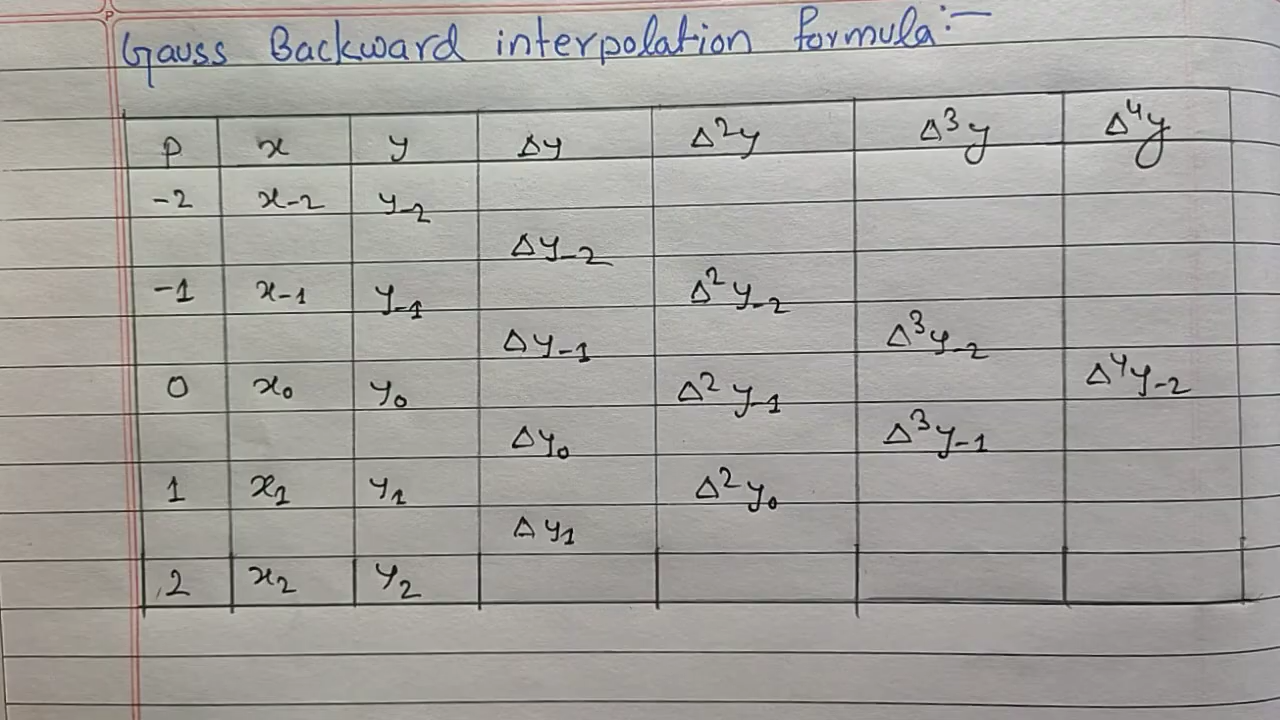 Gauss Backward interpolation formula:-
p x y Δy Δ²y Δ³y Δ⁴y
-2 x-2 y-2
Δy-2
-1 x-1 y-1 Δ²y-2
Δy-1 Δ³y-2
0 x₀ y₀ Δ²y-1 Δ⁴y-2
Δy₀ Δ³y-1
1 x₁ y₁ Δ²y₀
Δy₁
2 x₂ y₂